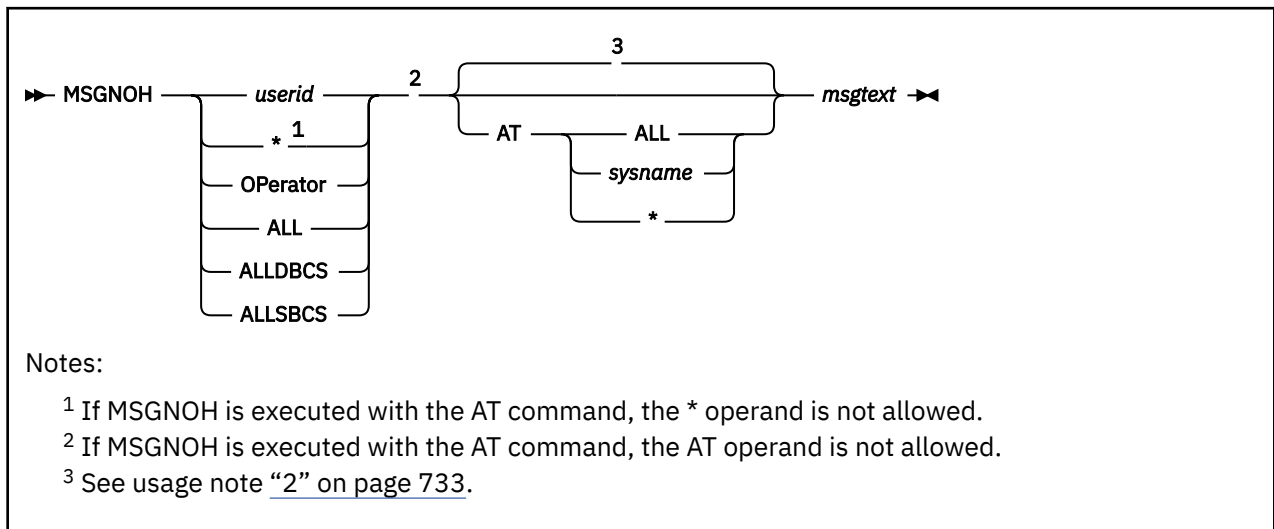 3
MSGNOH userid 2 msgtext
* 1 AT ALL
OPerator sysname
ALL *
ALLDBCS
ALLSBCS
Notes:
1 If MSGNOH is executed with the AT command, the * operand is not allowed.
2 If MSGNOH is executed with the AT command, the AT operand is not allowed.
3 See usage note “2” on page 733.